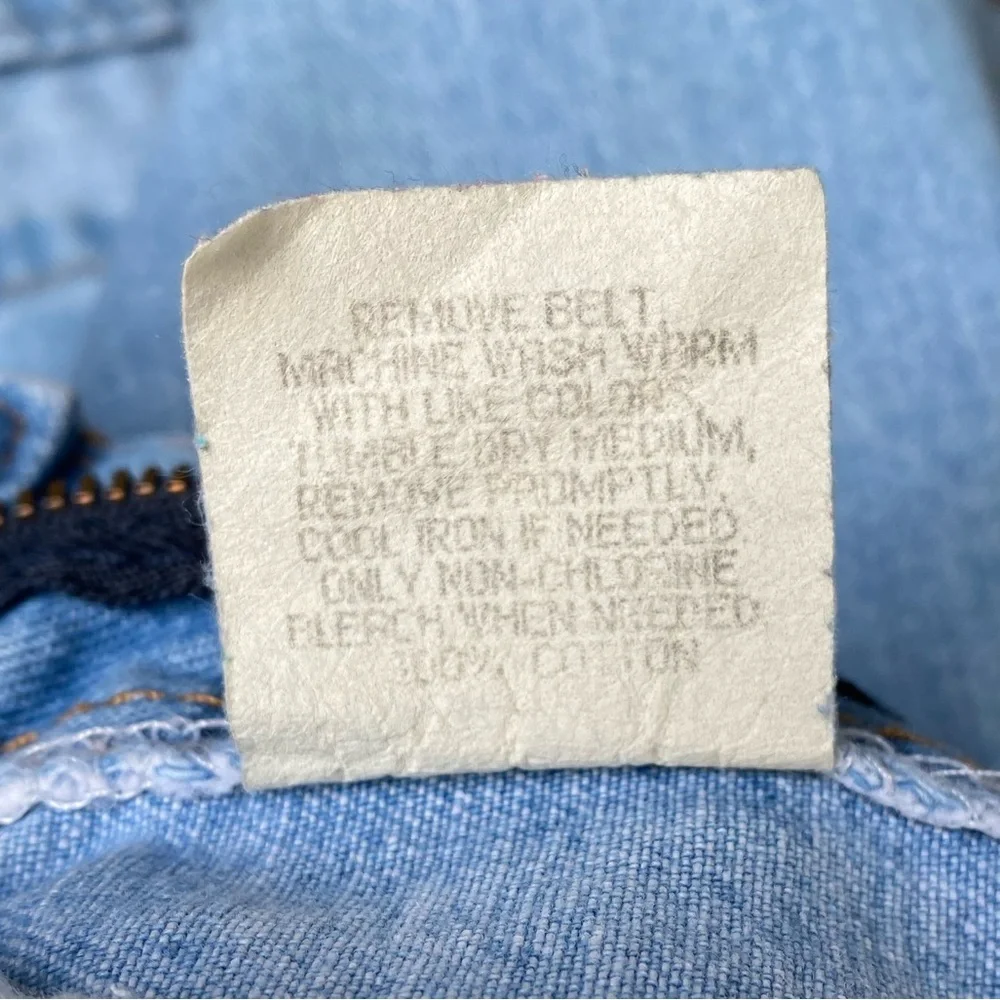 REMOVE BELT,
MACHINE WASH WARM
WITH LIKE COLORS
TUMBLE DRY MEDIUM,
REMOVE PROMPTLY.
COOL IRON IF NEEDED
ONLY NON-CHLORINE
BLEACH WHEN NEEDED
100% COTTON